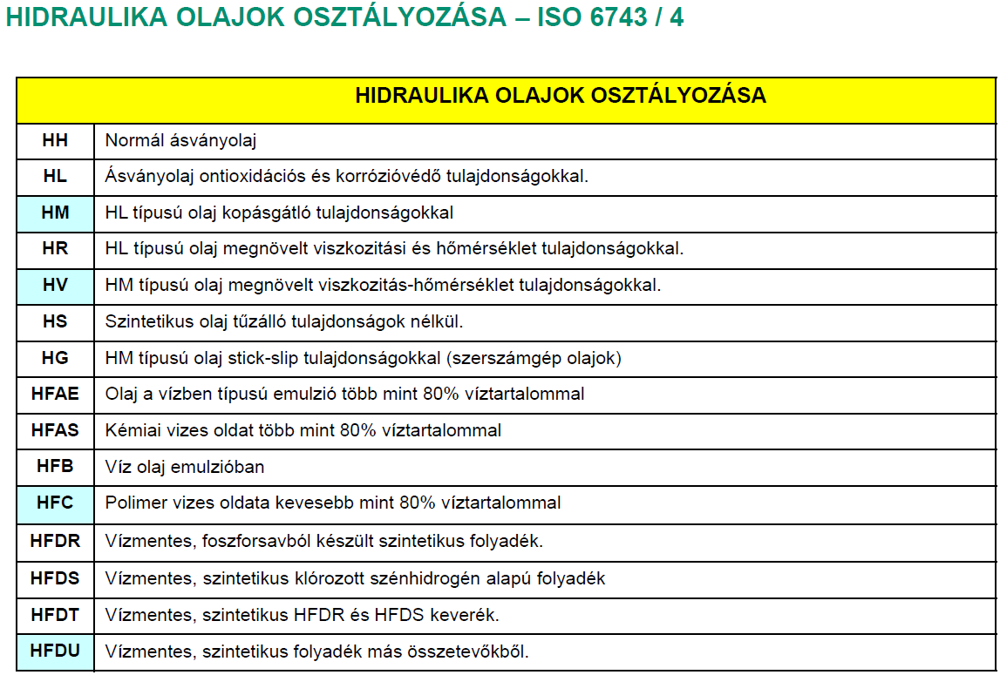 HIDRAULIKA OLAJOK OSZTÁLYOZÁSA – ISO 6743 / 4
HIDRAULIKA OLAJOK OSZTÁLYOZÁSA
HH Normál ásványolaj
HL Ásványolaj ontioxidációs és korrózióvédő tulajdonságokkal.
HM HL típusú olaj kopásgátló tulajdonságokkal
HR HL típusú olaj megnövelt viszkozitási és hőmérséklet tulajdonságokkal.
HV HM típusú olaj megnövelt viszkozitás-hőmérséklet tulajdonságokkal.
HS Szintetikus olaj tűzálló tulajdonságok nélkül.
HG HM típusú olaj stick-slip tulajdonságokkal (szerszámgép olajok)
HFAE Olaj a vízben típusú emulzió több mint 80% víztartalommal
HFAS Kémiai vizes oldat több mint 80% víztartalommal
HFB Víz olaj emulzióban
HFC Polimer vizes oldata kevesebb mint 80% víztartalommal
HFDR Vízmentes, foszforsavból készült szintetikus folyadék.
HFDS Vízmentes, szintetikus klórozott szénhidrogén alapú folyadék
HFDT Vízmentes, szintetikus HFDR és HFDS keverék.
HFDU Vízmentes, szintetikus folyadék más összetevőkből.